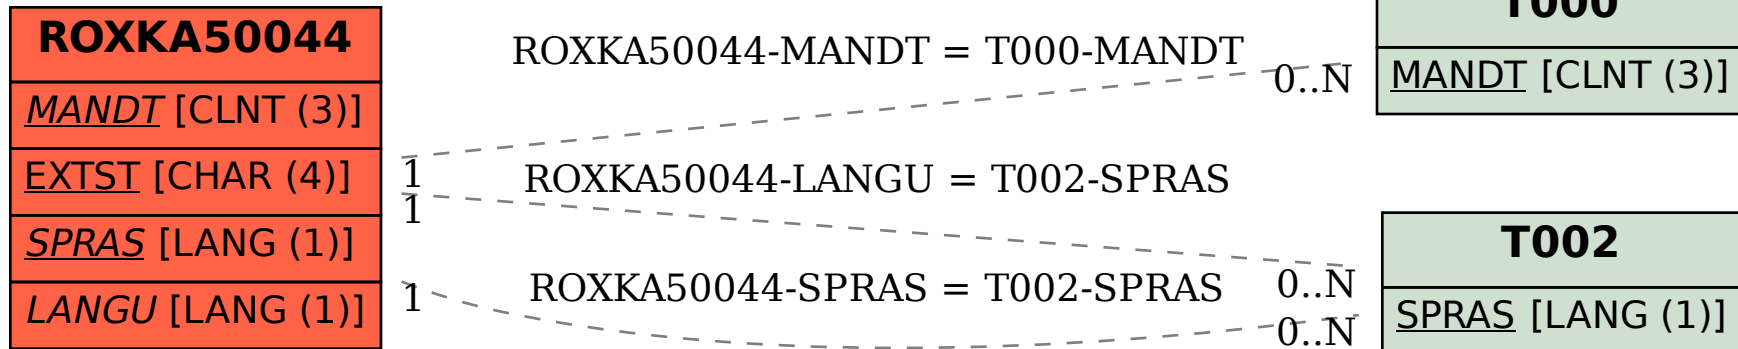 ROXKA50044
MANDT [CLNT (3)]
EXTST [CHAR (4)]
SPRAS [LANG (1)]
LANGU [LANG (1)]
ROXKA50044-MANDT = T000-MANDT
0..N
1
ROXKA50044-LANGU = T002-SPRAS
1
0..N
ROXKA50044-SPRAS = T002-SPRAS
1
0..N
T000
MANDT [CLNT (3)]
T002
SPRAS [LANG (1)]